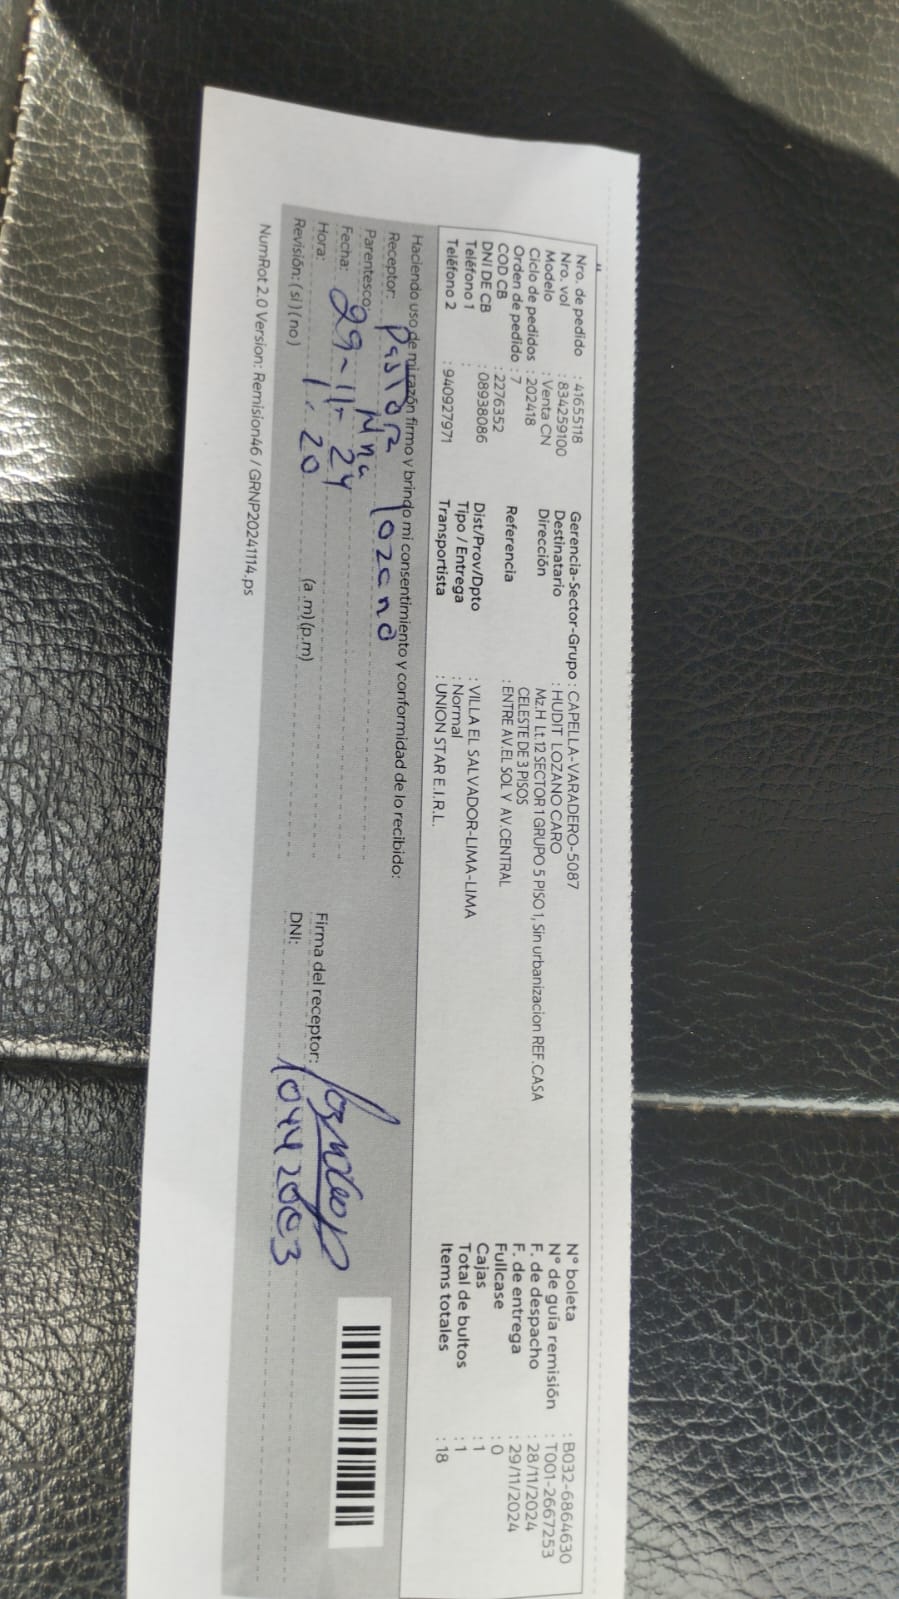 Nro. de pedido : 41655118
Nro. vol : 834259100
Modelo : Venta CN
Ciclo de pedidos : 202418
Orden de pedido : 7
COD CB : 2276352
DNI DE CB : 08938086
Teléfono 1 :
Teléfono 2 : 940927971
Gerencia-Sector-Grupo : CAPELLA-VARADERO-5087
Destinatario : HUDIT LOZANO CARO
Dirección Mz.H Lt.12 SECTOR 1 GRUPO 5 PISO 1, Sin urbanizacion REF.CASA
CELESTE DE 3 PISOS
Referencia : ENTRE AV.EL SOL Y AV.CENTRAL
Dist/Prov/Dpto : VILLA EL SALVADOR-LIMA-LIMA
Tipo / Entrega : Normal
Transportista : UNION STAR E.I.R.L.
N° boleta : B032-6864630
N° de guía remisión : T001-2667253
F. de despacho : 28/11/2024
F. de entrega : 29/11/2024
Fullcase : 0
Cajas : 1
Total de bultos : 1
Items totales : 18
Haciendo uso de mi razón firmo y brindo mi consentimiento y conformidad de lo recibido:
Receptor: Pastora Lozano
Parentesco: Mna
Fecha: 29-11-24
Hora: 1:20 (a.m)(p.m)
Revisión: (si) (no)
Firma del receptor:
DNI: 10442003
NumRot 2.0 Version: Remision46 / GRNP20241114.ps